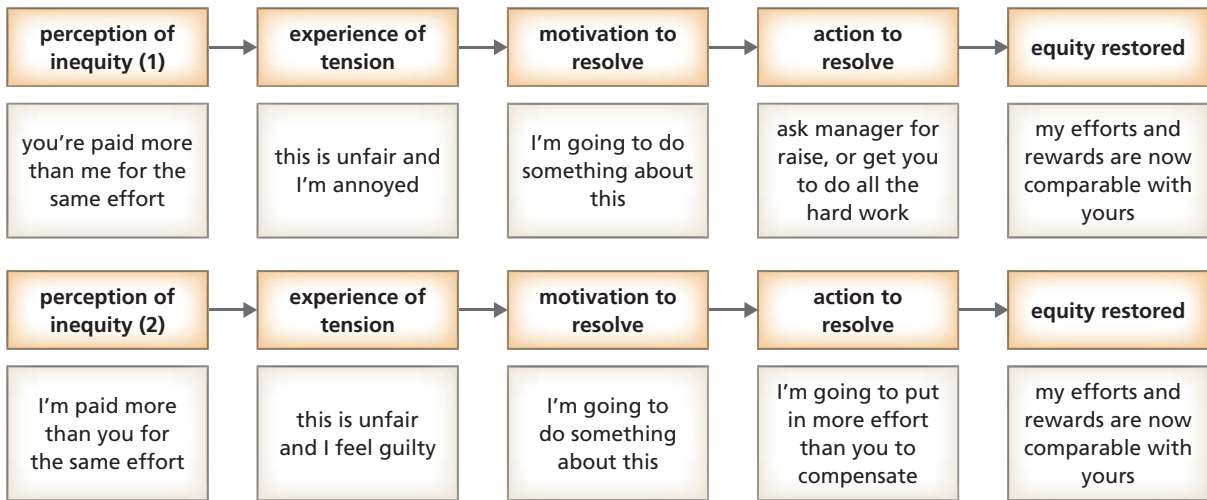 perception of
inequity (1)
experience of
tension
motivation to
resolve
action to
resolve
equity restored
you’re paid more
than me for the
same effort
this is unfair and
I’m annoyed
I’m going to do
something about
this
ask manager for
raise, or get you
to do all the
hard work
my efforts and
rewards are now
comparable with
yours
perception of
inequity (2)
experience of
tension
motivation to
resolve
action to
resolve
equity restored
I’m paid more
than you for
the same effort
this is unfair
and I feel guilty
I’m going to
do something
about this
I’m going to put
in more effort
than you to
compensate
my efforts and
rewards are now
comparable with
yours